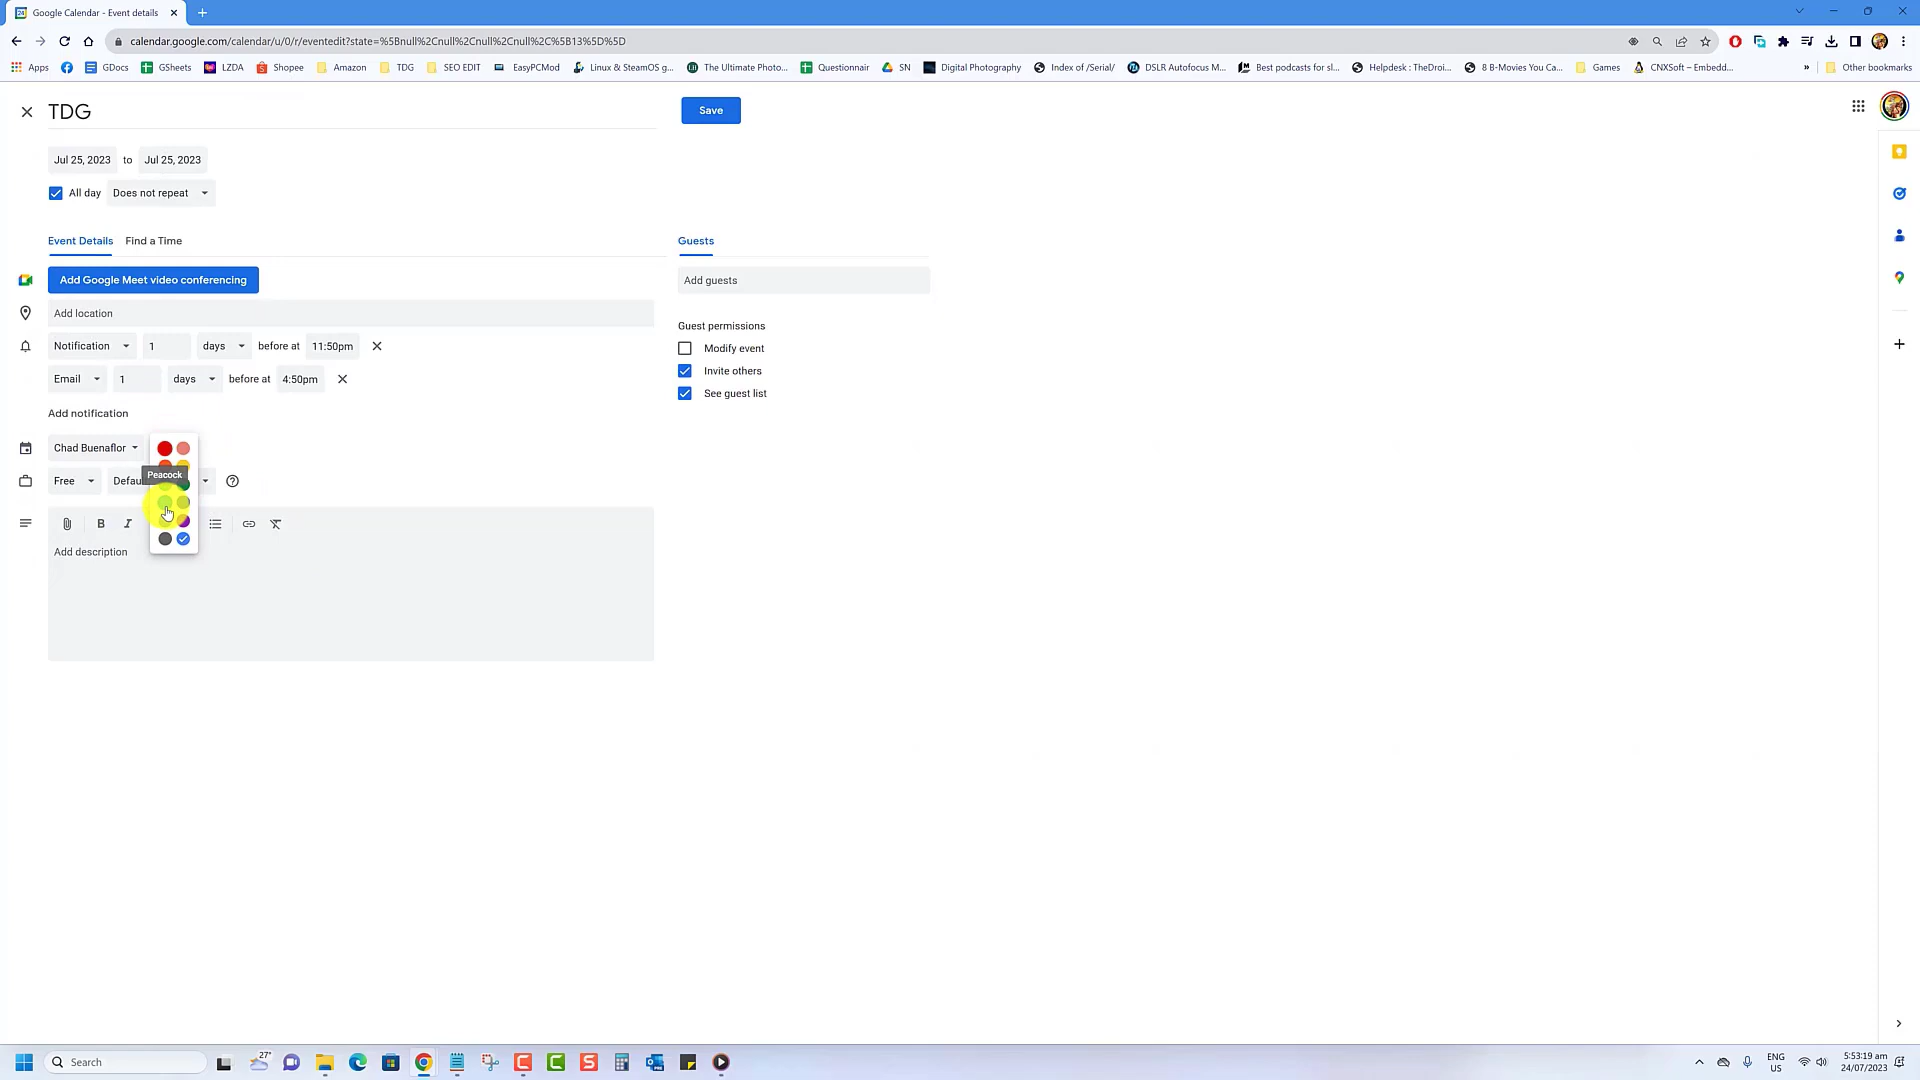 Google Calendar - Event details
calendar.google.com/calendar/u/0/r/eventedit?state=%5Bnull%2Cnull%2Cnull%2Cnull%2C%5B13%5D%5D
Apps GDocs GSheets LZDA Shopee Amazon TDG SEO EDIT EasyPCMod Linux & SteamOS g... The Ultimate Photo... Questionnair SN Digital Photography Index of /Serial/ DSLR Autofocus M... Best podcasts for sl... Helpdesk : TheDroi... 8 B-Movies You Ca... Games CNXSoft – Embedd... » Other bookmarks
TDG Save
Jul 25, 2023 to Jul 25, 2023
All day Does not repeat
Event Details Find a Time Guests
Add Google Meet video conferencing Add guests
Add location
Guest permissions
Notification 1 days before at 11:50pm Modify event
Invite others
Email 1 days before at 4:50pm
See guest list
Add notification
Chad Buenaflor
Peacock
Free
B I
Add description
27°
Search
ENG
US
5:53:19 am
24/07/2023